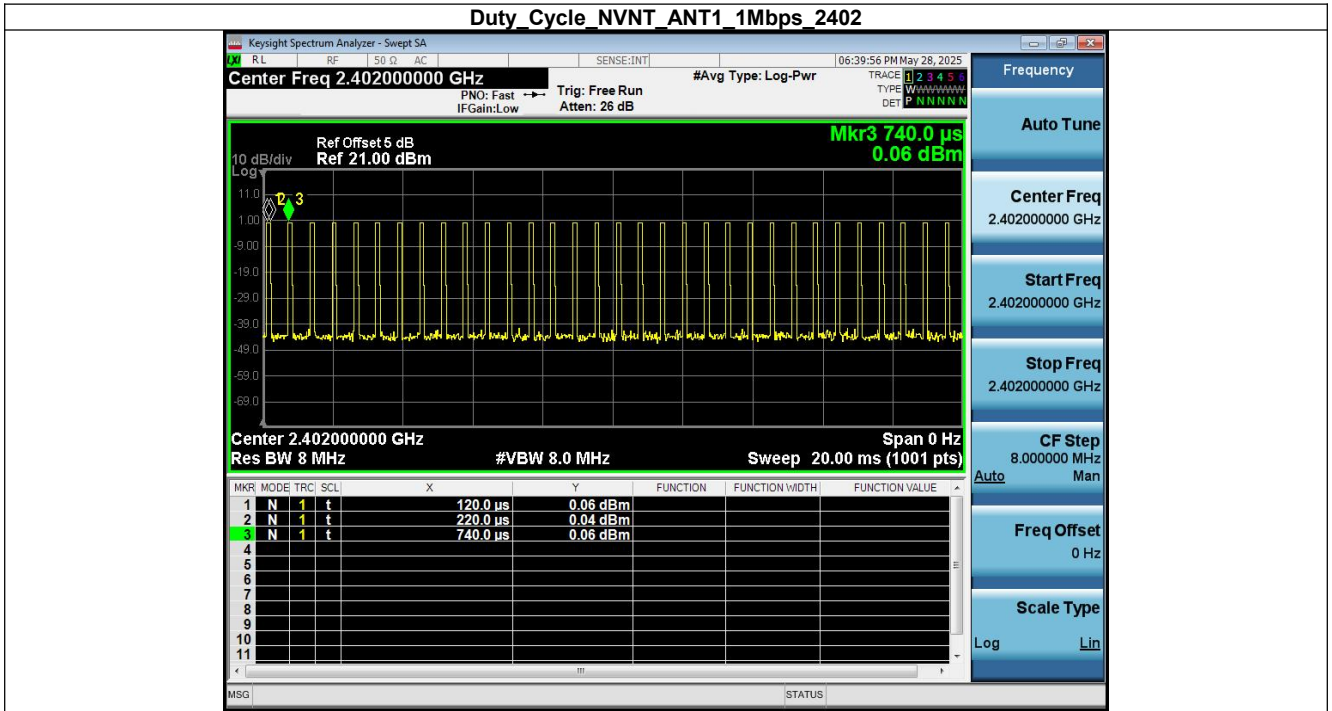 Duty_Cycle_NVNT_ANT1_1Mbps_2402
Keysight Spectrum Analyzer - Swept SA
LXI RL RF 50 Ω AC SENSE:INT 06:39:56 PM May 28, 2025
Center Freq 2.402000000 GHz #Avg Type: Log-Pwr TRACE 1 2 3 4 5 6
PNO: Fast Trig: Free Run TYPE WWWWWW
IFGain:Low Atten: 26 dB DET P N N N N N
Mkr3 740.0 µs
0.06 dBm
Ref Offset 5 dB
10 dB/div Ref 21.00 dBm
Log
11.0
1.00
-9.00
-19.0
-29.0
-39.0
-49.0
-59.0
-69.0
2 3
Center 2.402000000 GHz Span 0 Hz
Res BW 8 MHz #VBW 8.0 MHz Sweep 20.00 ms (1001 pts)
MKR MODE TRC SCL X Y FUNCTION FUNCTION WIDTH FUNCTION VALUE
1 N 1 t 120.0 µs 0.06 dBm
2 N 1 t 220.0 µs 0.04 dBm
3 N 1 t 740.0 µs 0.06 dBm
4
5
6
7
8
9
10
11
MSG STATUS
Frequency
Auto Tune
Center Freq
2.402000000 GHz
Start Freq
2.402000000 GHz
Stop Freq
2.402000000 GHz
CF Step
8.000000 MHz
Auto Man
Freq Offset
0 Hz
Scale Type
Log Lin